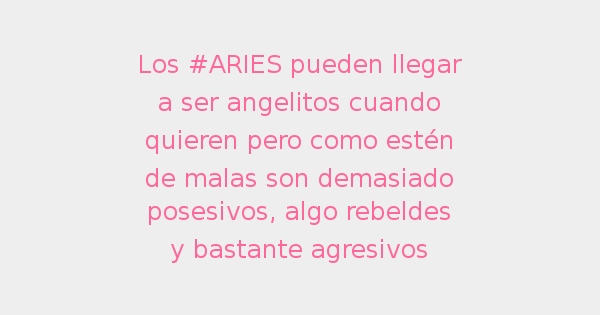 Los #ARIES pueden llegar
a ser angelitos cuando
quieren pero como estén
de malas son demasiado
posesivos, algo rebeldes
y bastante agresivos